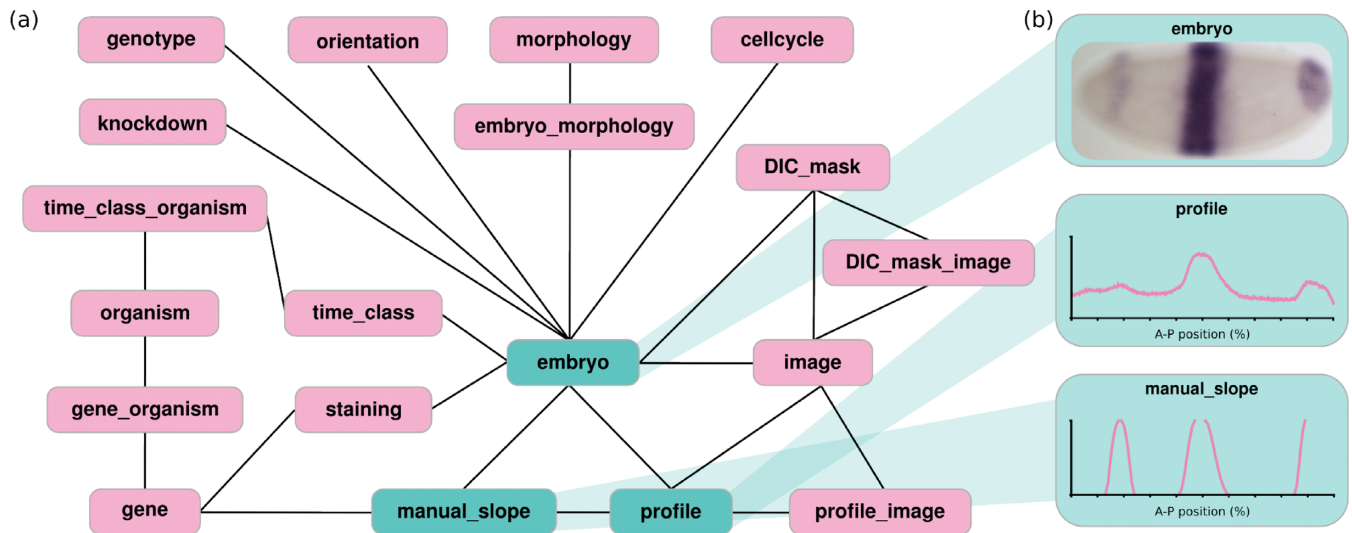 (a)
genotype
orientation
morphology
cellcycle
knockdown
embryo_morphology
DIC_mask
time_class_organism
DIC_mask_image
organism
time_class
embryo
image
gene_organism
staining
gene
manual_slope
profile
profile_image
(b)
embryo
profile
A-P position (%)
manual_slope
A-P position (%)